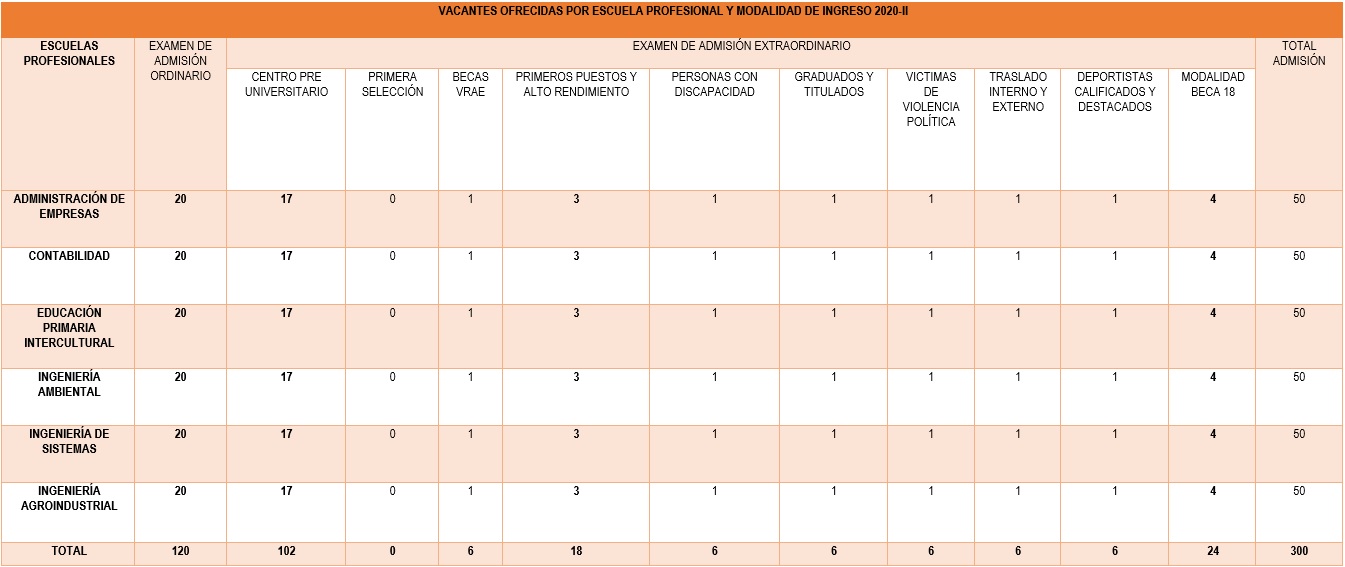 VACANTES OFRECIDAS POR ESCUELA PROFESIONAL Y MODALIDAD DE INGRESO 2020-II
ESCUELAS PROFESIONALES
EXAMEN DE ADMISIÓN ORDINARIO
EXAMEN DE ADMISIÓN EXTRAORDINARIO
TOTAL ADMISIÓN
CENTRO PRE UNIVERSITARIO
PRIMERA SELECCIÓN
BECAS VRAE
PRIMEROS PUESTOS Y ALTO RENDIMIENTO
PERSONAS CON DISCAPACIDAD
GRADUADOS Y TITULADOS
VICTIMAS DE VIOLENCIA POLÍTICA
TRASLADO INTERNO Y EXTERNO
DEPORTISTAS CALIFICADOS Y DESTACADOS
MODALIDAD BECA 18
ADMINISTRACIÓN DE EMPRESAS 20 17 0 1 3 1 1 1 1 1 4 50
CONTABILIDAD 20 17 0 1 3 1 1 1 1 1 4 50
EDUCACIÓN PRIMARIA INTERCULTURAL 20 17 0 1 3 1 1 1 1 1 4 50
INGENIERÍA AMBIENTAL 20 17 0 1 3 1 1 1 1 1 4 50
INGENIERÍA DE SISTEMAS 20 17 0 1 3 1 1 1 1 1 4 50
INGENIERÍA AGROINDUSTRIAL 20 17 0 1 3 1 1 1 1 1 4 50
TOTAL 120 102 0 6 18 6 6 6 6 6 24 300